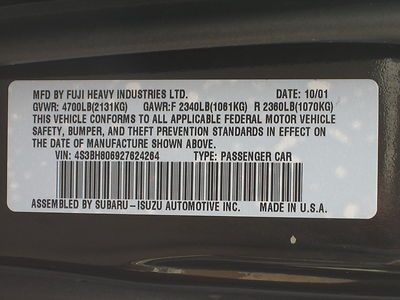 MFD BY FUJI HEAVY INDUSTRIES LTD. DATE: 10/01
GVWR: 4700LB(2131KG) GAWR:F 2340LB(1061KG) R 2360LB(1070KG)
THIS VEHICLE CONFORMS TO ALL APPLICABLE FEDERAL MOTOR VEHICLE
SAFETY, BUMPER, AND THEFT PREVENTION STANDARDS IN EFFECT ON
THE DATE OF MANUFACTURE SHOWN ABOVE.
VIN: 4S3BH806927624264 TYPE: PASSENGER CAR
ASSEMBLED BY SUBARU-ISUZU AUTOMOTIVE INC. MADE IN U.S.A.